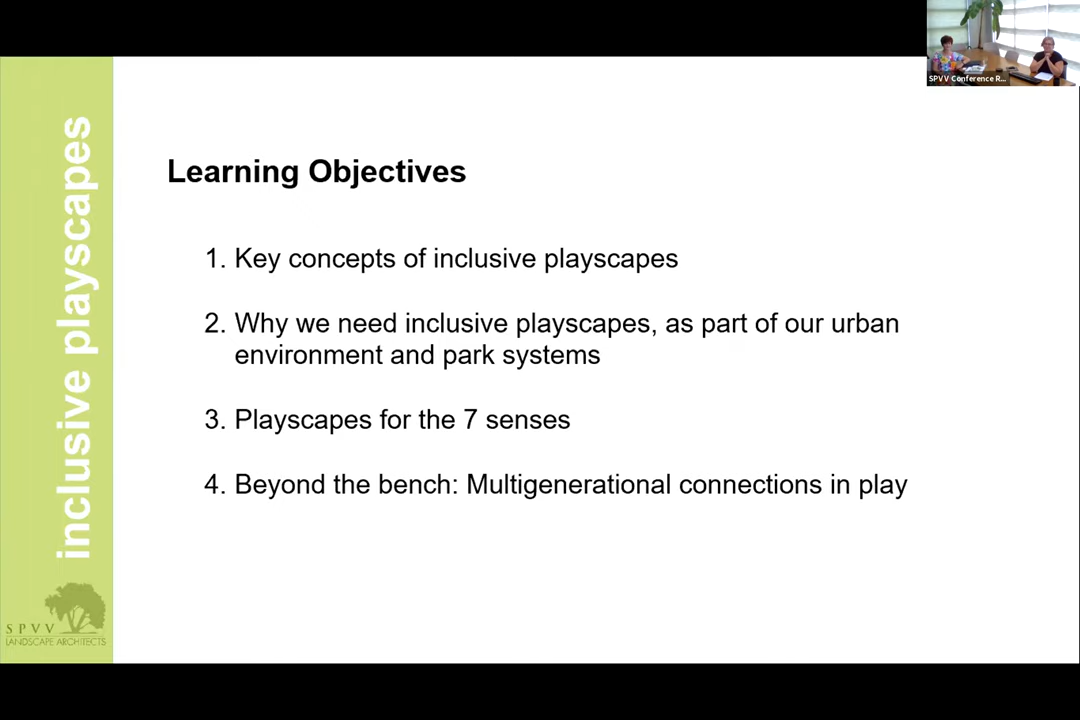 SPVV Conference R...
inclusive playscapes
Learning Objectives
1. Key concepts of inclusive playscapes
2. Why we need inclusive playscapes, as part of our urban
environment and park systems
3. Playscapes for the 7 senses
4. Beyond the bench: Multigenerational connections in play
SPVV
LANDSCAPE ARCHITECTS